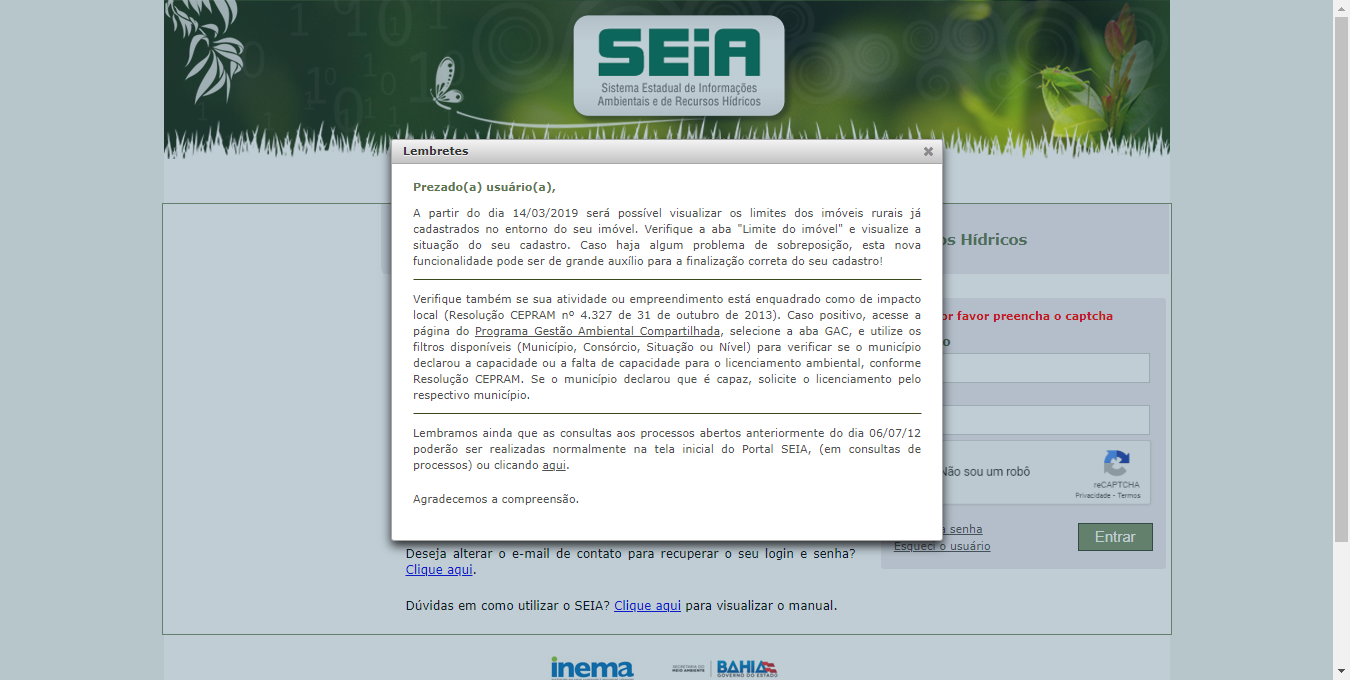 SEiA
Sistema Estadual de Informações
Ambientais e de Recursos Hídricos
Lembretes
Prezado(a) usuário(a),
A partir do dia 14/03/2019 será possível visualizar os limites dos imóveis rurais já
cadastrados no entorno do seu imóvel. Verifique a aba "Limite do imóvel" e visualize a
situação do seu cadastro. Caso haja algum problema de sobreposição, esta nova
funcionalidade pode ser de grande auxílio para a finalização correta do seu cadastro!
Verifique também se sua atividade ou empreendimento está enquadrado como de impacto
local (Resolução CEPRAM nº 4.327 de 31 de outubro de 2013). Caso positivo, acesse a
página do Programa Gestão Ambiental Compartilhada, selecione a aba GAC, e utilize os
filtros disponíveis (Município, Consórcio, Situação ou Nível) para verificar se o município
declarou a capacidade ou a falta de capacidade para o licenciamento ambiental, conforme
Resolução CEPRAM. Se o município declarou que é capaz, solicite o licenciamento pelo
respectivo município.
Lembramos ainda que as consultas aos processos abertos anteriormente do dia 06/07/12
poderão ser realizadas normalmente na tela inicial do Portal SEIA, (em consultas de
processos) ou clicando aqui.
Agradecemos a compreensão.
os Hídricos
or favor preencha o captcha
o
Não sou um robô
reCAPTCHA
Privacidade - Termos
a senha
Esqueci o usuário
Entrar
Deseja alterar o e-mail de contato para recuperar o seu login e senha?
Clique aqui.
Dúvidas em como utilizar o SEIA? Clique aqui para visualizar o manual.
inema
SECRETARIA DO
MEIO AMBIENTE
BAHIA
GOVERNO DO ESTADO